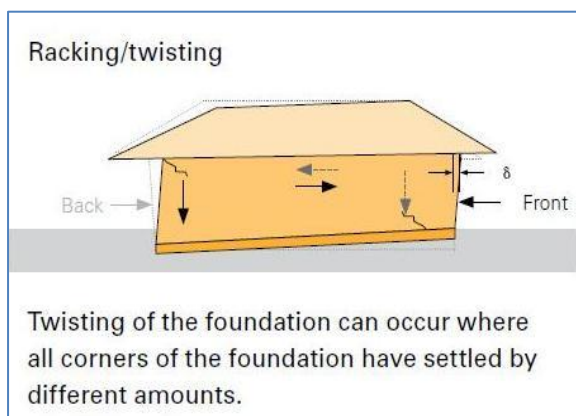 Racking/twisting
δ
Back
Front
Twisting of the foundation can occur where
all corners of the foundation have settled by
different amounts.